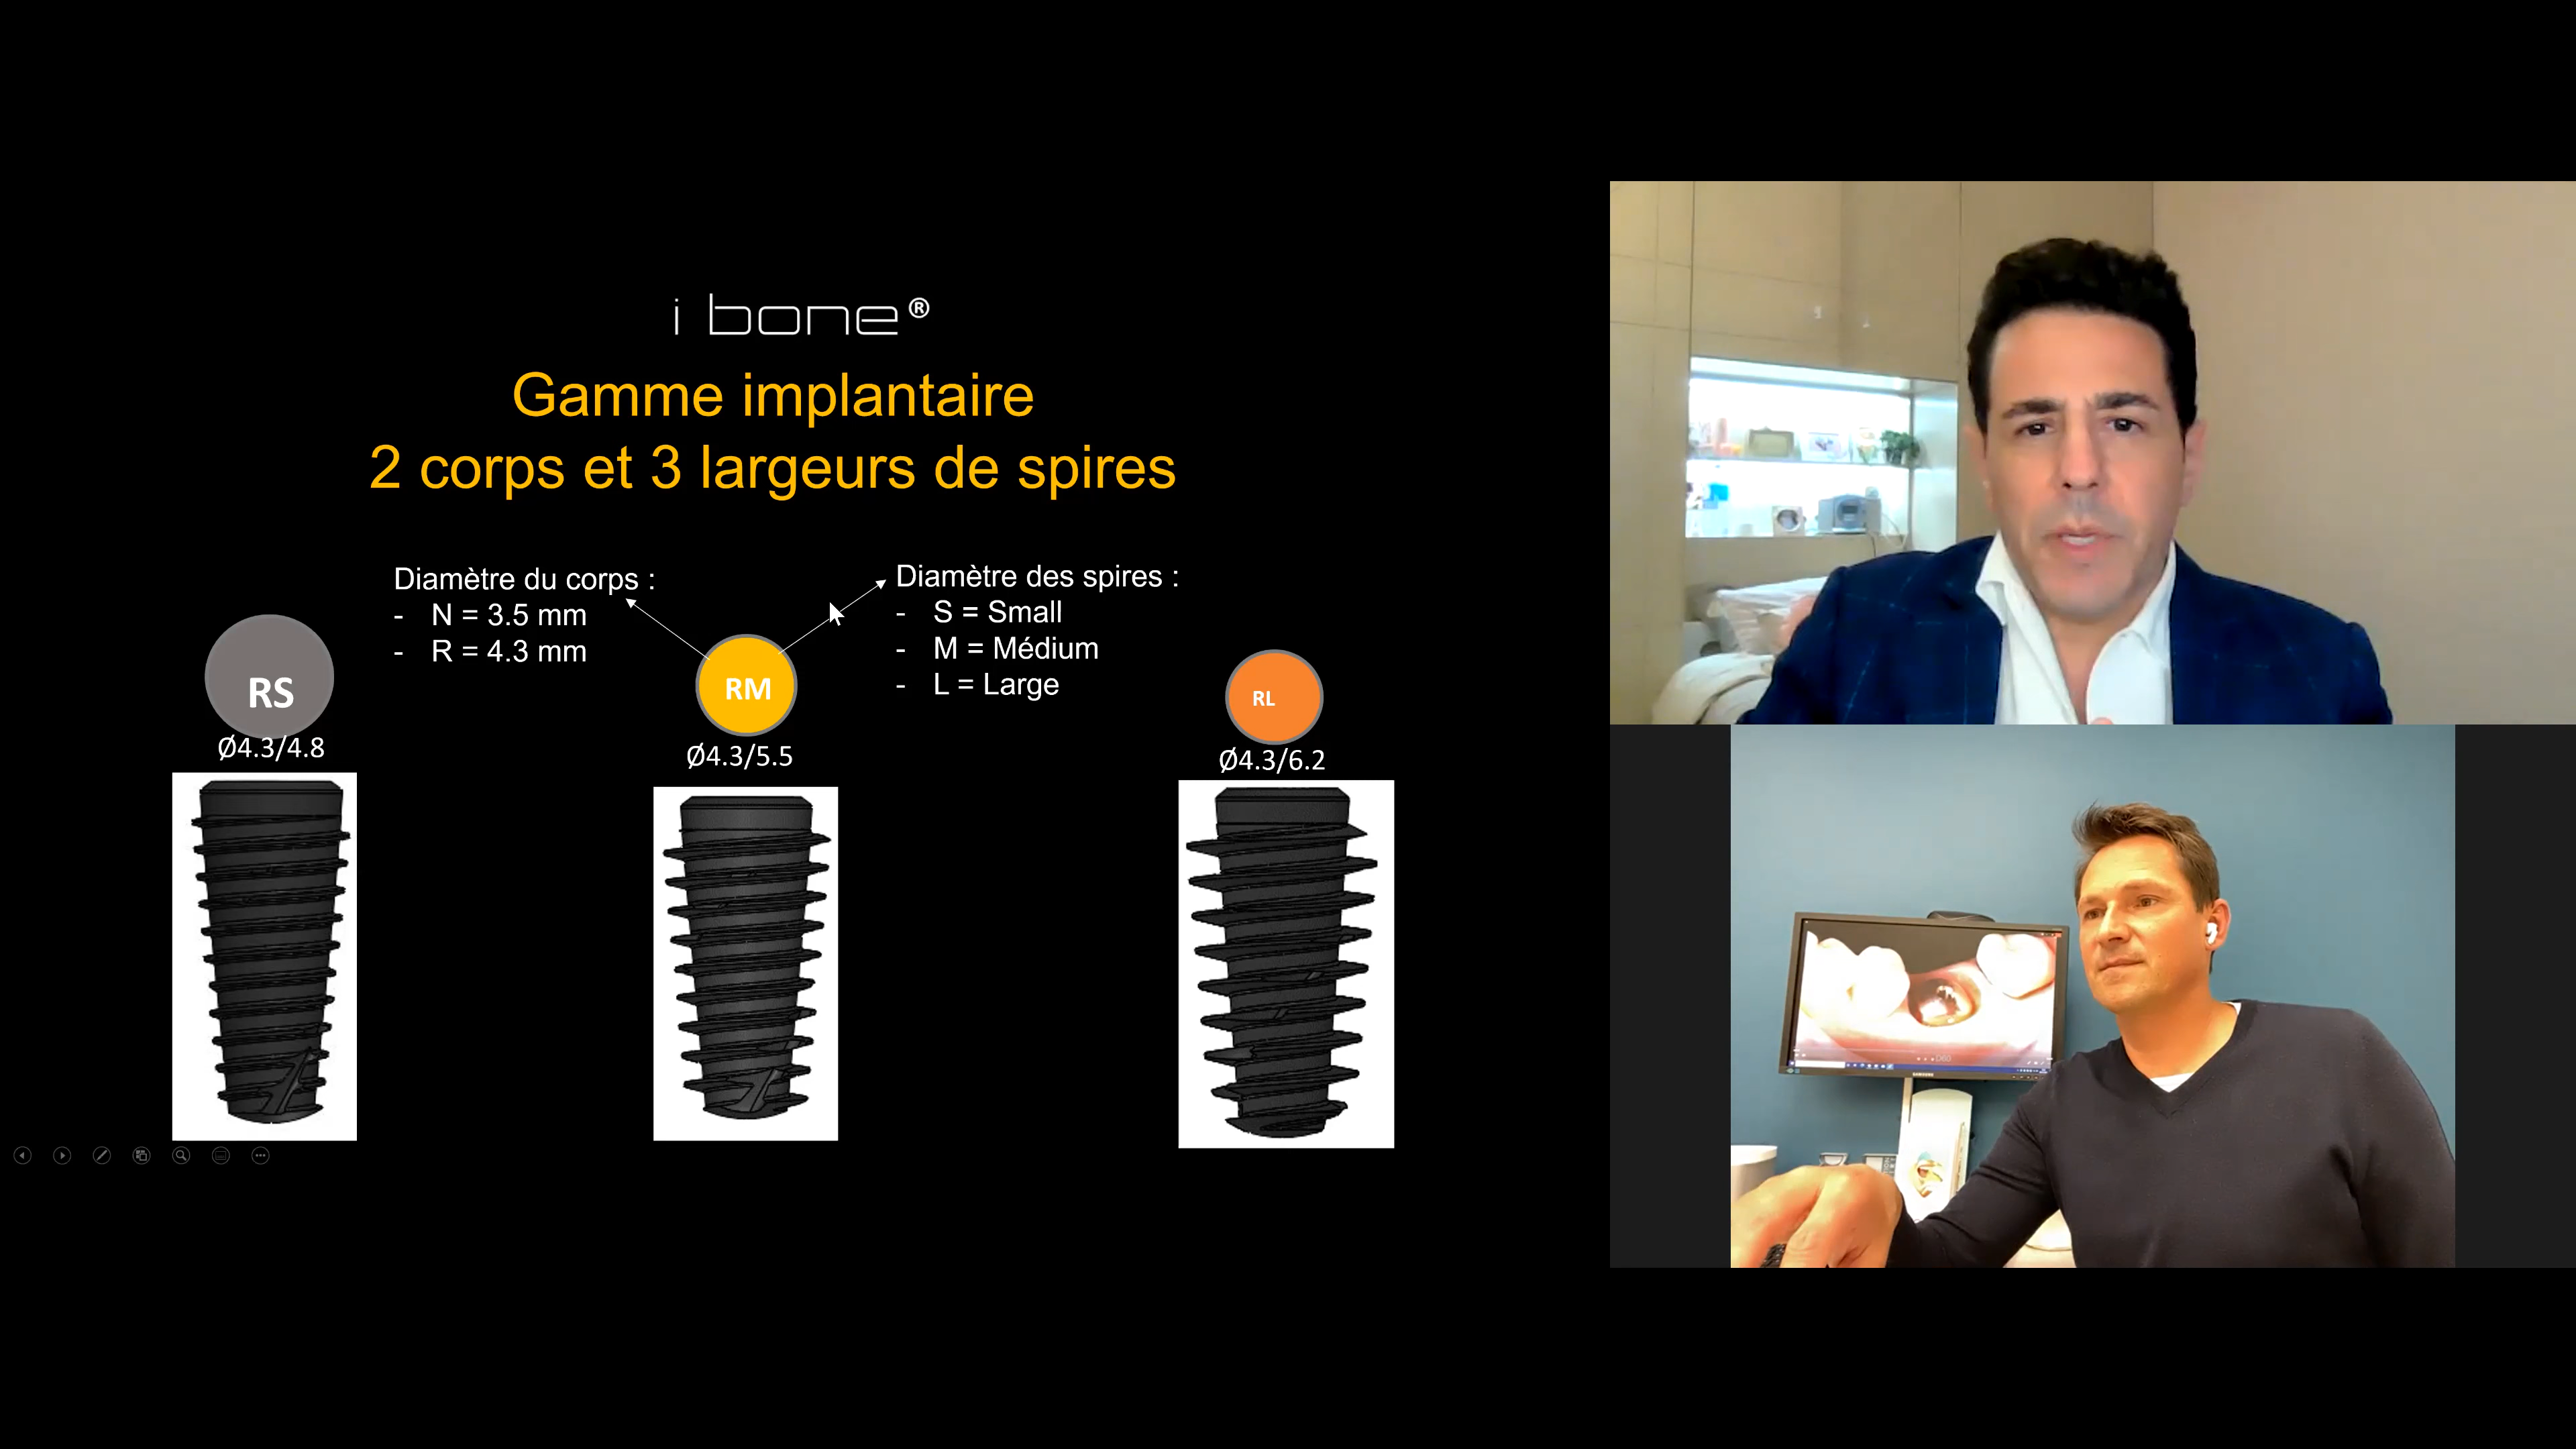 i bone®
Gamme implantaire
2 corps et 3 largeurs de spires
Diamètre du corps :
- N = 3.5 mm
- R = 4.3 mm
Diamètre des spires :
- S = Small
- M = Médium
- L = Large
RS
Ø4.3/4.8
RM
Ø4.3/5.5
RL
Ø4.3/6.2
SAMSUNG